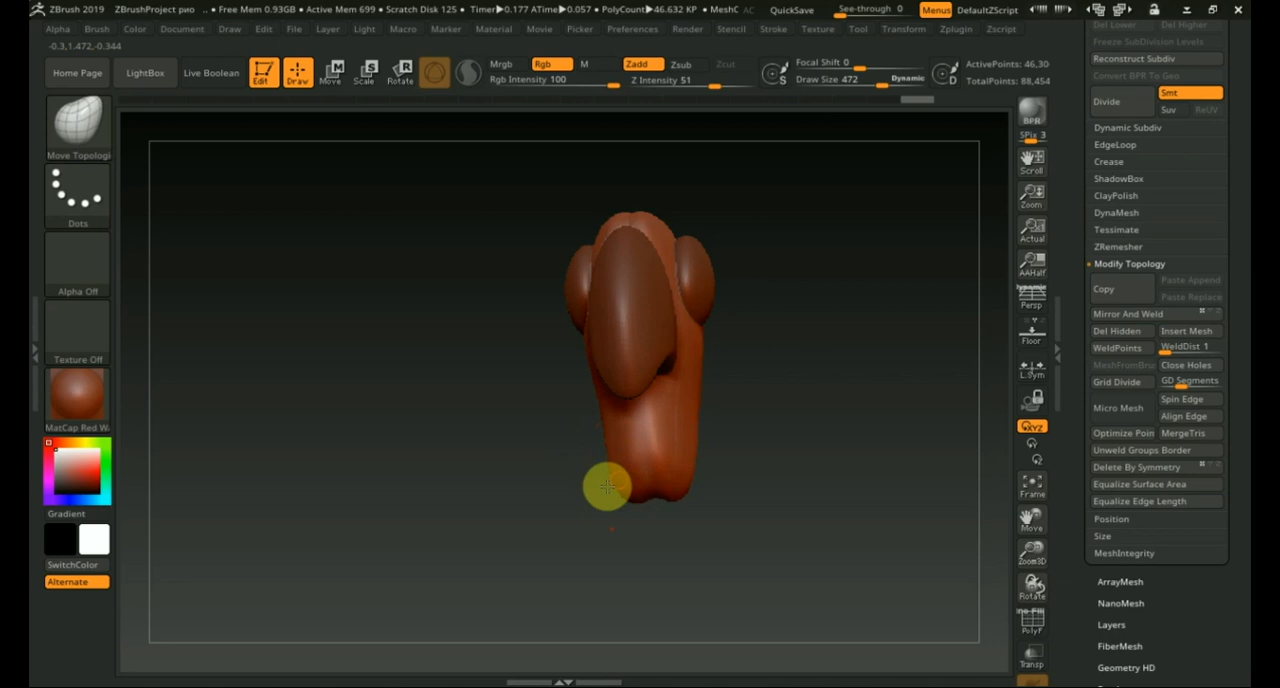 ZBrush 2019 ZBrushProject рио .. • Free Mem 0.93GB • Active Mem 699 • Scratch Disk 125 • Timer▶0.177 ATime▶0.057 • PolyCount▶46.632 KP • MeshC AC QuickSave See-through 0 Menus DefaultZScript
Alpha Brush Color Document Draw Edit File Layer Light Macro Marker Material Movie Picker Preferences Render Stencil Stroke Texture Tool Transform Zplugin Zscript
-0.3,1.472,-0.344
Home Page LightBox Live Boolean Edit Draw Move Scale Rotate
Mrgb Rgb M Zadd Zsub Zcut
Rgb Intensity 100 Z Intensity 51
S Focal Shift 0
Draw Size 472 Dynamic
D ActivePoints: 46,30
TotalPoints: 88,454
Move Topologi
Dots
Alpha Off
Texture Off
MatCap Red W
Gradient
SwitchColor
Alternate
BPR
SPix 3
Scroll
Zoom
Actual
AAHalf
Persp
Floor
L.Sym
XYZ
Frame
Move
Zoom3D
Rotate
PolyF
Transp
Del Lower Del Higher
Freeze SubDivision Levels
Reconstruct Subdiv
Convert BPR To Geo
Divide Smt
Suv ReUV
Dynamic Subdiv
EdgeLoop
Crease
ShadowBox
ClayPolish
DynaMesh
Tessimate
ZRemesher
Modify Topology
Copy Paste Append
Paste Replace
Mirror And Weld
Del Hidden Insert Mesh
WeldPoints WeldDist 1
MeshFromBru Close Holes
Grid Divide GD Segments
Micro Mesh Spin Edge
Align Edge
Optimize Poin MergeTris
Unweld Groups Border
Delete By Symmetry
Equalize Surface Area
Equalize Edge Length
Position
Size
MeshIntegrity
ArrayMesh
NanoMesh
Layers
FiberMesh
Geometry HD